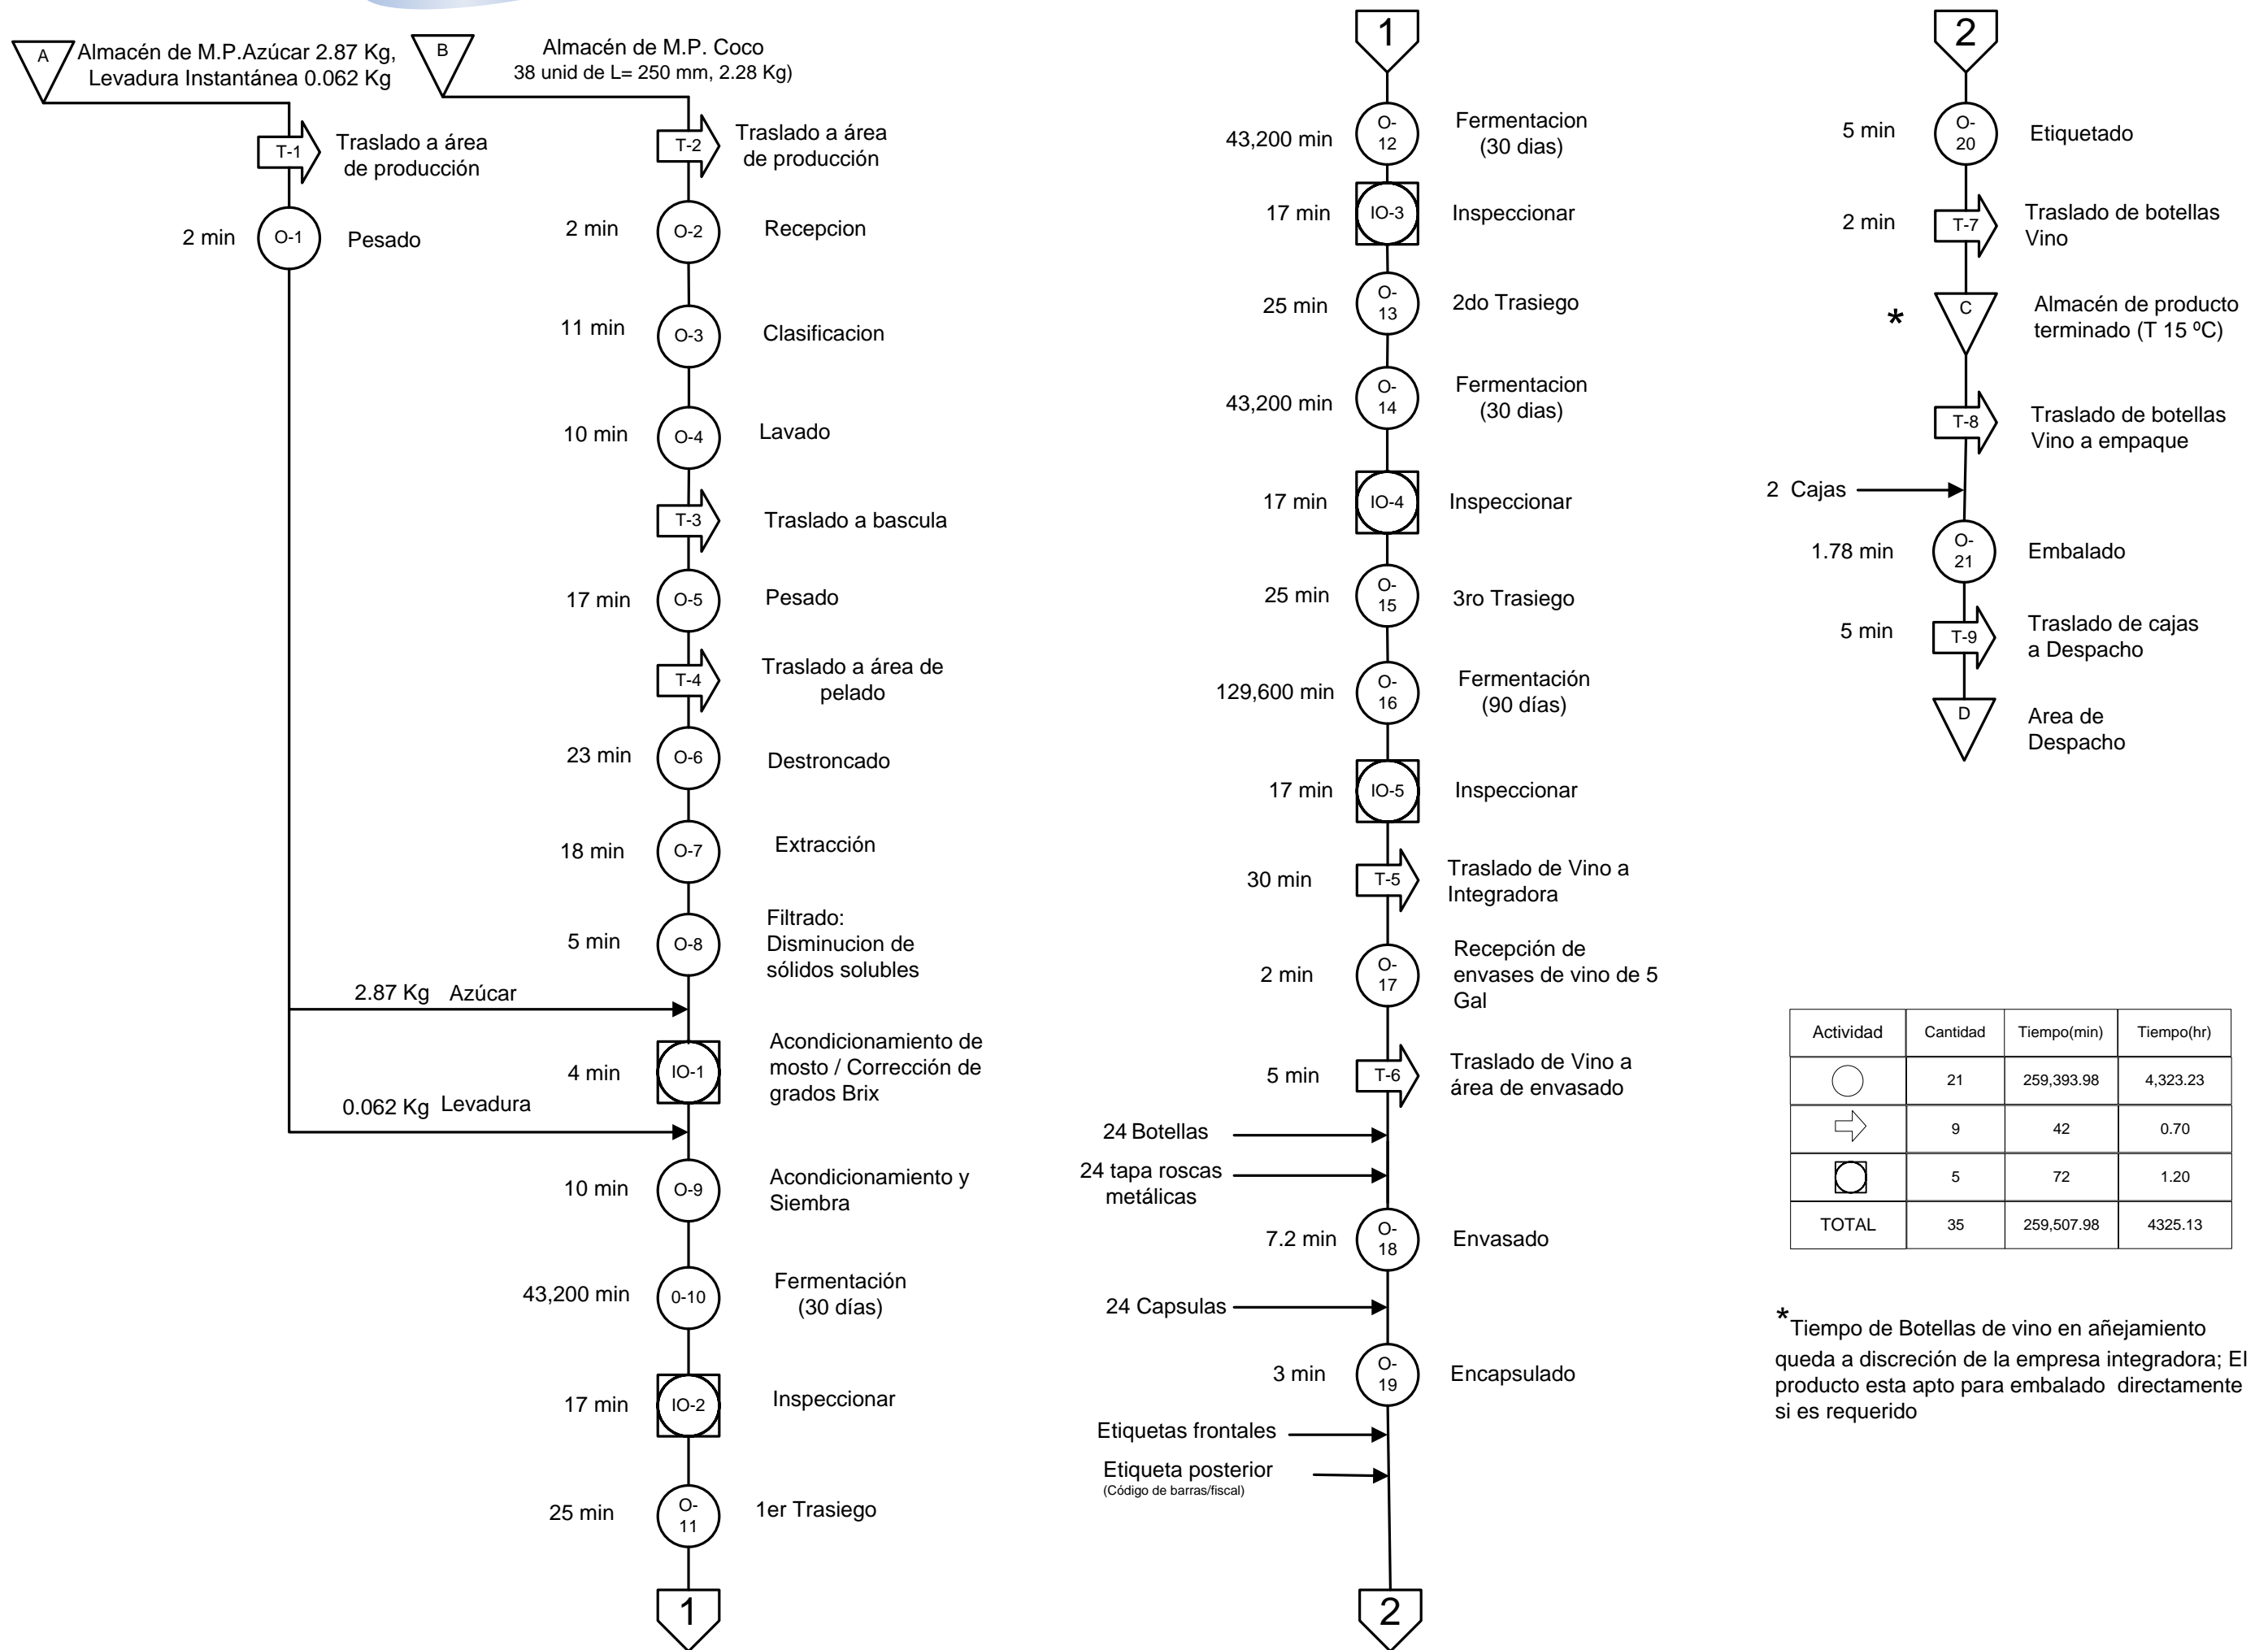 A
Almacén de M.P.Azúcar 2.87 Kg,
Levadura Instantánea 0.062 Kg
B
Almacén de M.P. Coco
38 unid de L= 250 mm, 2.28 Kg)
T-1
Traslado a área
de producción
2 min
O-1
Pesado
T-2
Traslado a área
de producción
2 min
O-2
Recepcion
11 min
O-3
Clasificacion
10 min
O-4
Lavado
T-3
Traslado a bascula
17 min
O-5
Pesado
T-4
Traslado a área de
pelado
23 min
O-6
Destroncado
18 min
O-7
Extracción
5 min
O-8
Filtrado:
Disminucion de
sólidos solubles
2.87 Kg Azúcar
4 min
IO-1
Acondicionamiento de
mosto / Corrección de
grados Brix
0.062 Kg Levadura
10 min
O-9
Acondicionamiento y
Siembra
43,200 min
0-10
Fermentación
(30 días)
17 min
IO-2
Inspeccionar
25 min
O-
11
1er Trasiego
1
1
43,200 min
O-
12
Fermentacion
(30 dias)
17 min
IO-3
Inspeccionar
25 min
O-
13
2do Trasiego
43,200 min
O-
14
Fermentacion
(30 dias)
17 min
IO-4
Inspeccionar
25 min
O-
15
3ro Trasiego
129,600 min
O-
16
Fermentación
(90 días)
17 min
IO-5
Inspeccionar
30 min
T-5
Traslado de Vino a
Integradora
2 min
O-
17
Recepción de
envases de vino de 5
Gal
5 min
T-6
Traslado de Vino a
área de envasado
24 Botellas
24 tapa roscas
metálicas
7.2 min
O-
18
Envasado
24 Capsulas
3 min
O-
19
Encapsulado
Etiquetas frontales
Etiqueta posterior
(Código de barras/fiscal)
2
2
5 min
O-
20
Etiquetado
2 min
T-7
Traslado de botellas
Vino
*
C
Almacén de producto
terminado (T 15 ºC)
T-8
Traslado de botellas
Vino a empaque
2 Cajas
1.78 min
O-
21
Embalado
5 min
T-9
Traslado de cajas
a Despacho
D
Area de
Despacho
Actividad Cantidad Tiempo(min) Tiempo(hr)
21 259,393.98 4,323.23
9 42 0.70
5 72 1.20
TOTAL 35 259,507.98 4325.13
*Tiempo de Botellas de vino en añejamiento
queda a discreción de la empresa integradora; El
producto esta apto para embalado directamente
si es requerido